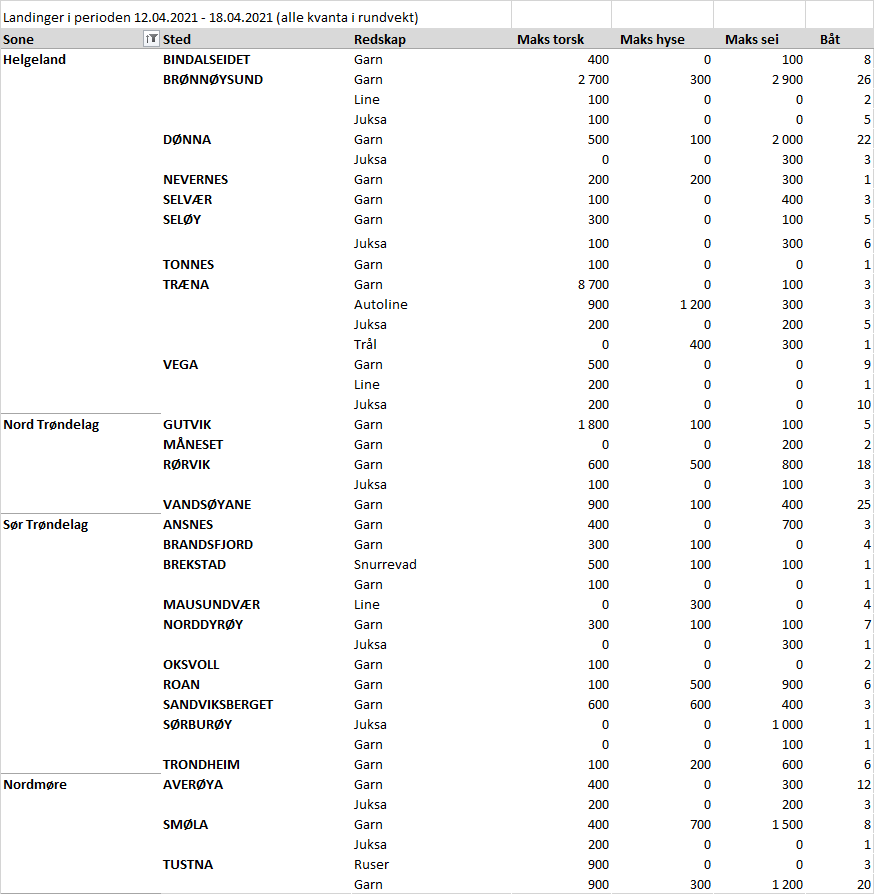 Landinger i perioden 12.04.2021 - 18.04.2021 (alle kvanta i rundvekt)
Sone Sted Redskap Maks torsk Maks hyse Maks sei Båt
Helgeland BINDALSEIDET Garn 400 0 100 8
BRØNNØYSUND Garn 2 700 300 2 900 26
Line 100 0 0 2
Juksa 100 0 0 5
DØNNA Garn 500 100 2 000 22
Juksa 0 0 300 3
NEVERNES Garn 200 200 300 1
SELVÆR Garn 100 0 400 3
SELØY Garn 300 0 100 5
Juksa 100 0 300 6
TONNES Garn 100 0 0 1
TRÆNA Garn 8 700 0 100 3
Autoline 900 1 200 300 3
Juksa 200 0 200 5
Trål 0 400 300 1
VEGA Garn 500 0 0 9
Line 200 0 0 1
Juksa 200 0 0 10
Nord Trøndelag GUTVIK Garn 1 800 100 100 5
MÅNESET Garn 0 0 200 2
RØRVIK Garn 600 500 800 18
Juksa 100 0 100 3
VANDSØYANE Garn 900 100 400 25
Sør Trøndelag ANSNES Garn 400 0 700 3
BRANDSFJORD Garn 300 100 0 4
BREKSTAD Snurrevad 500 100 100 1
Garn 100 0 0 1
MAUSUNDVÆR Line 0 300 0 4
NORDDYRØY Garn 300 100 100 7
Juksa 0 0 300 1
OKSVOLL Garn 100 0 0 2
ROAN Garn 100 500 900 6
SANDVIKSBERGET Garn 600 600 400 3
SØRBURØY Juksa 0 0 1 000 1
Garn 0 0 100 1
TRONDHEIM Garn 100 200 600 6
Nordmøre AVERØYA Garn 400 0 300 12
Juksa 200 0 200 3
SMØLA Garn 400 700 1 500 8
Juksa 200 0 0 1
TUSTNA Ruser 900 0 0 3
Garn 900 300 1 200 20